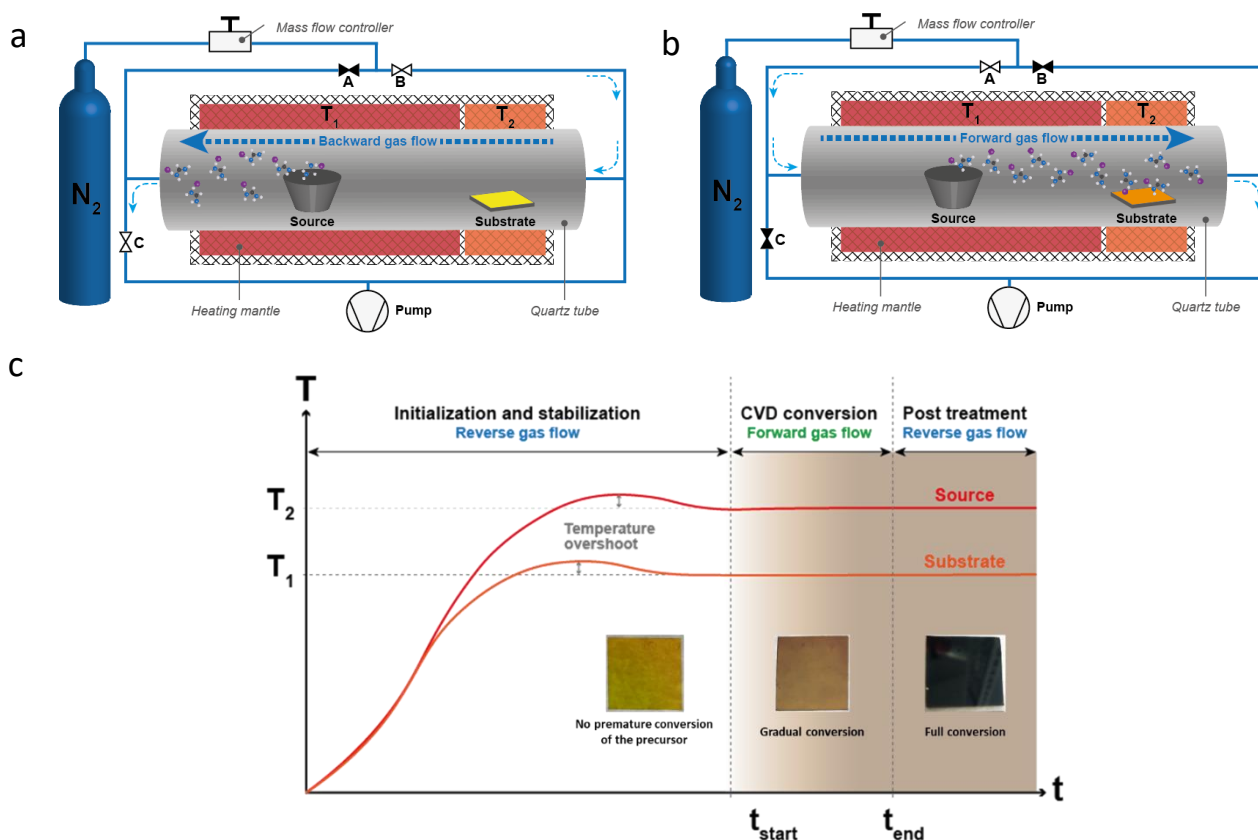 a
Mass flow controller
A
B
T1
T2
Backward gas flow
N2
Source
Substrate
C
Heating mantle
Pump
Quartz tube
b
Mass flow controller
A
B
T1
T2
Forward gas flow
N2
Source
Substrate
C
Heating mantle
Pump
Quartz tube
c
T
Initialization and stabilization
Reverse gas flow
CVD conversion
Forward gas flow
Post treatment
Reverse gas flow
T2
Source
Temperature
overshoot
T1
Substrate
No premature conversion
of the precursor
Gradual conversion
Full conversion
t
tstart
tend